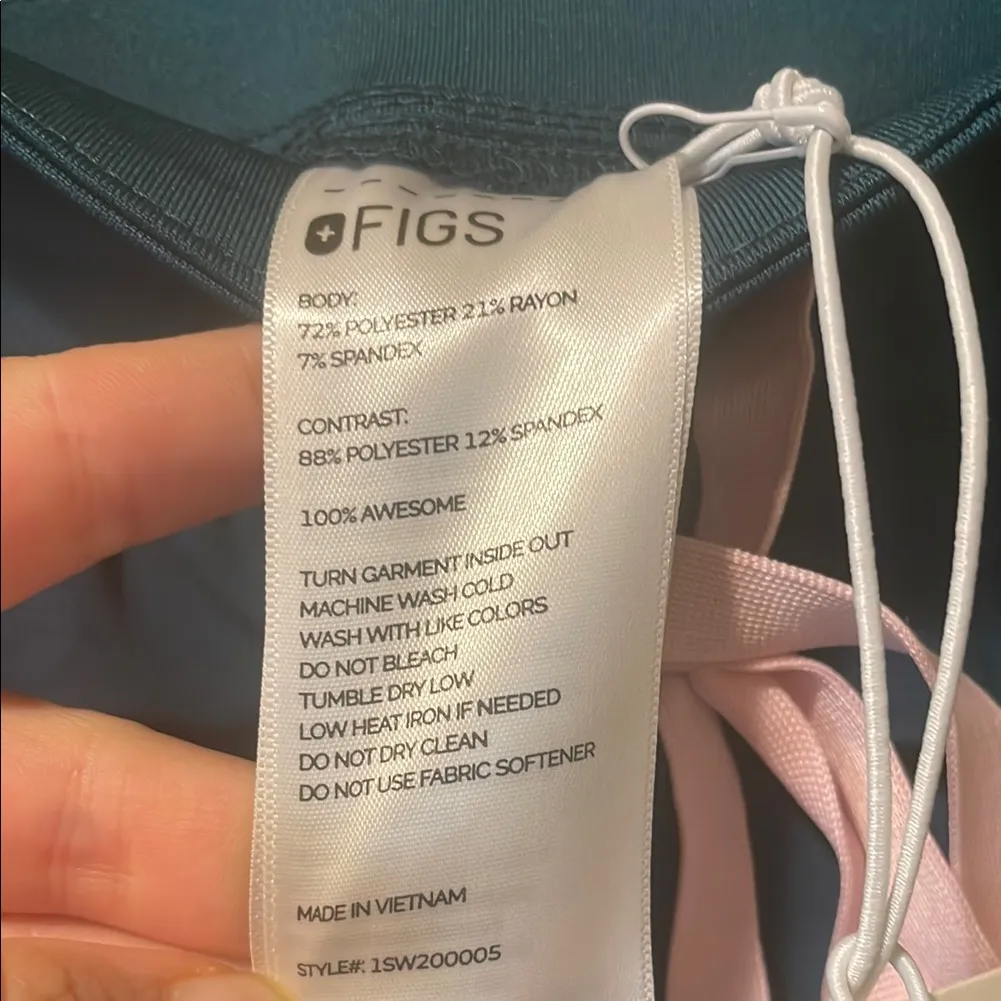 FIGS
BODY:
72% POLYESTER 21% RAYON
7% SPANDEX
CONTRAST:
88% POLYESTER 12% SPANDEX
100% AWESOME
TURN GARMENT INSIDE OUT
MACHINE WASH COLD
WASH WITH LIKE COLORS
DO NOT BLEACH
TUMBLE DRY LOW
LOW HEAT IRON IF NEEDED
DO NOT DRY CLEAN
DO NOT USE FABRIC SOFTENER
MADE IN VIETNAM
STYLE#: 1SW200005